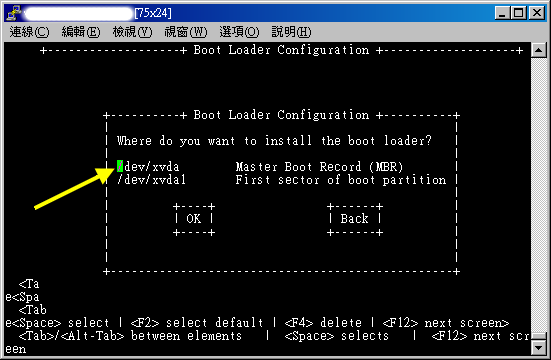 [75x24]
連線(C) 編輯(E) 檢視(V) 視窗(W) 選項(O) 說明(H)
+------------------+ Boot Loader Configuration +------------------+
+----------+ Boot Loader Configuration +----------+
Where do you want to install the boot loader?
/dev/xvda Master Boot Record (MBR)
/dev/xvda1 First sector of boot partition
+----+ +------+
| OK | | Back |
+----+ +------+
+-----------------------------------------------+
<Ta
e<Spa
<Tab
e<Space> select | <F2> select default | <F4> delete | <F12> next screen>
<Tab>/<Alt-Tab> between elements | <Space> selects | <F12> next scr
een